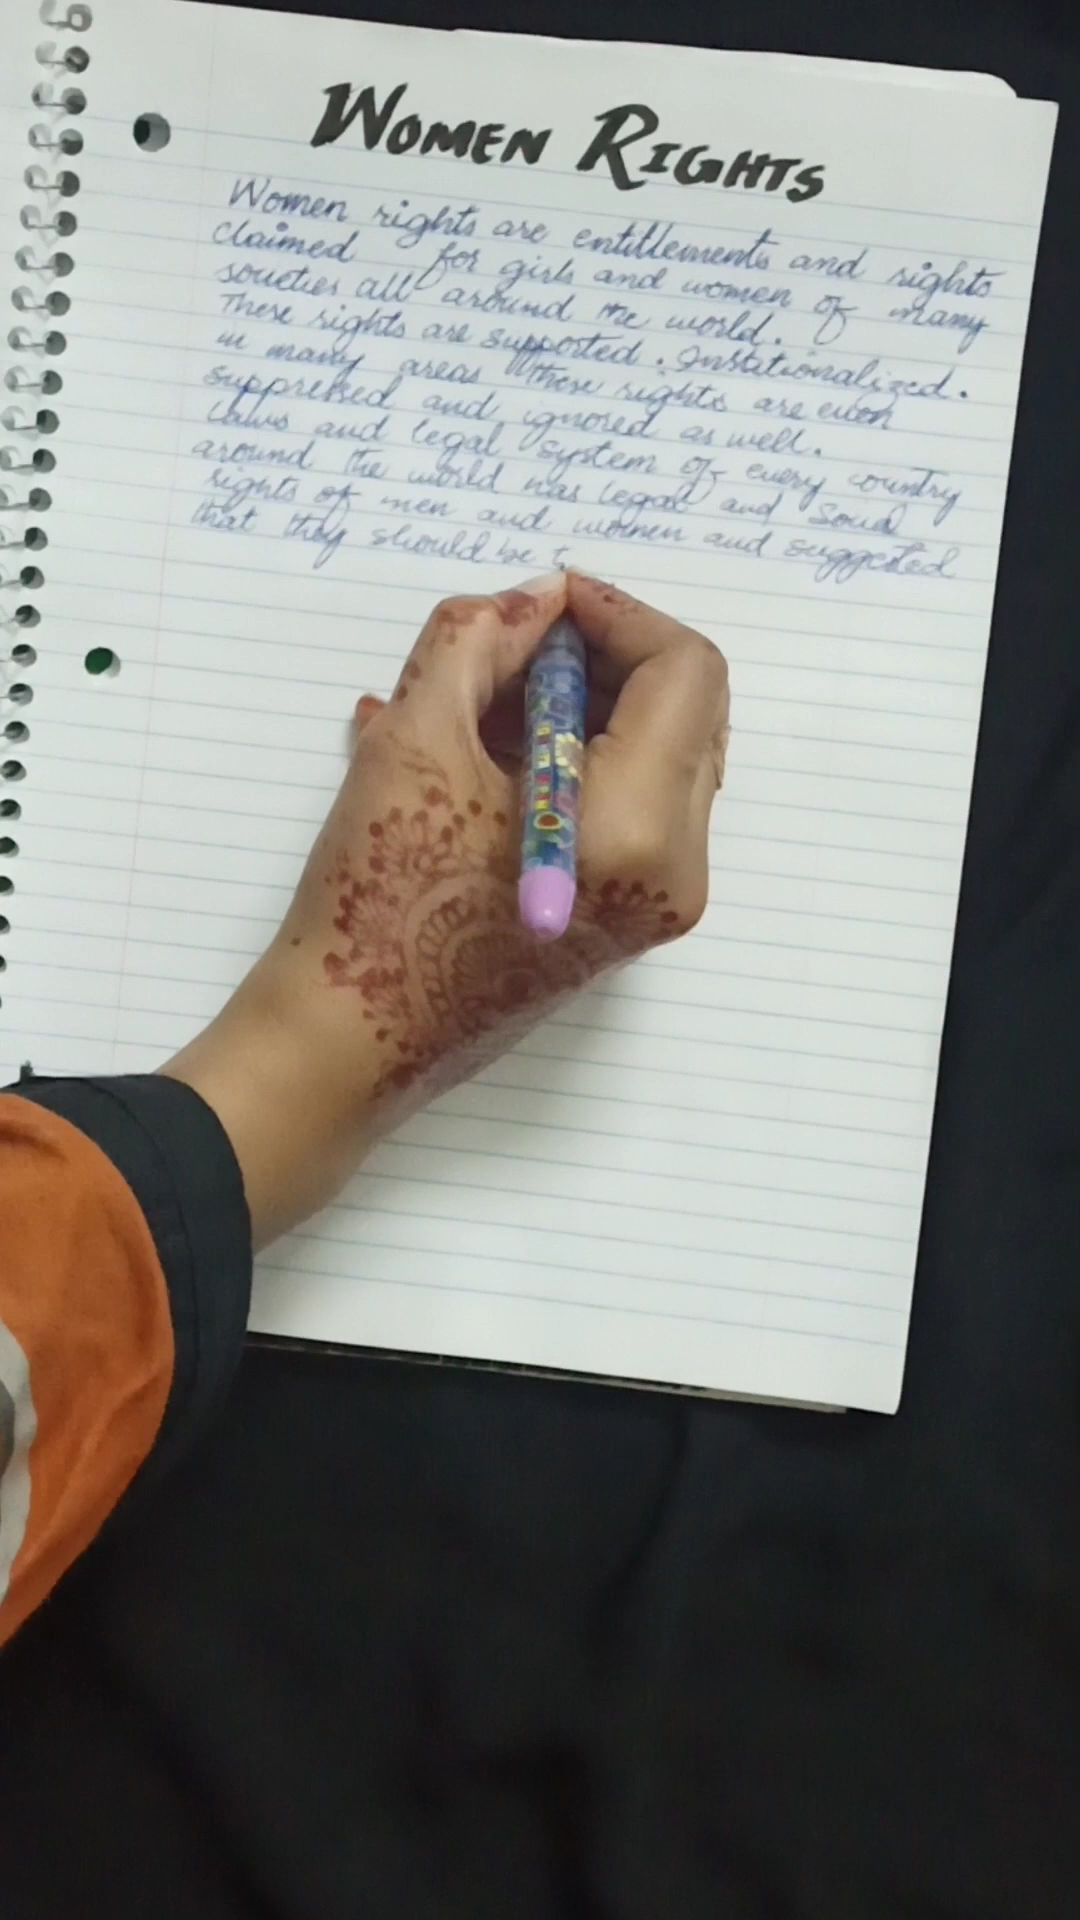 WOMEN RIGHTS
Women rights are entitlements and rights
claimed for girls and women of many
societies all around the world.
These rights are supported. Institutionalized.
in many areas these rights are even
suppressed and ignored as well.
Laws and legal system of every country
around the world has legal and Social
rights of men and women and suggested
that they should be t